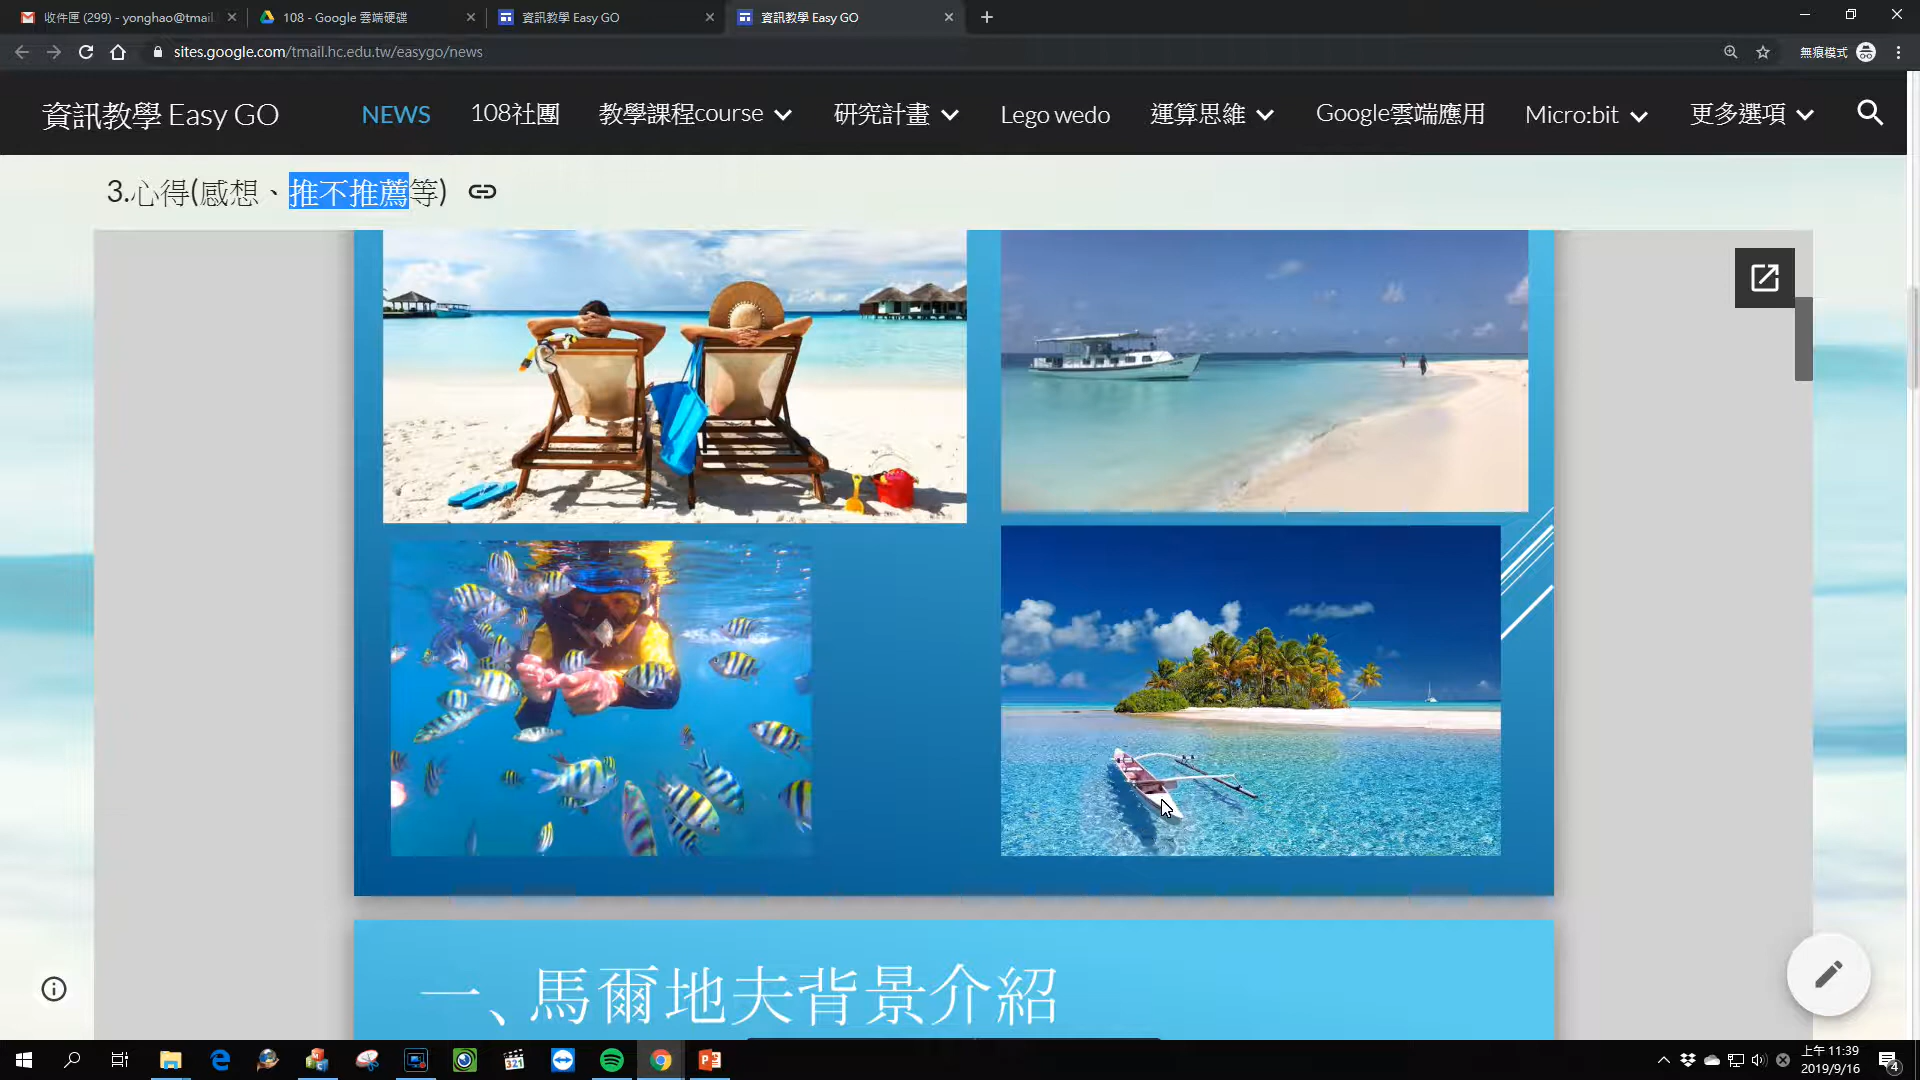 收件匣 (299) - yonghao@tmail.
108 - Google 雲端硬碟
資訊教學 Easy GO
資訊教學 Easy GO
sites.google.com/tmail.hc.edu.tw/easygo/news
無痕模式
資訊教學 Easy GO
NEWS
108社團
教學課程course
研究計畫
Lego wedo
運算思維
Google雲端應用
Micro:bit
更多選項
3.心得(感想、推不推薦等)
一、馬爾地夫背景介紹
321
上午 11:39
2019/9/16
4